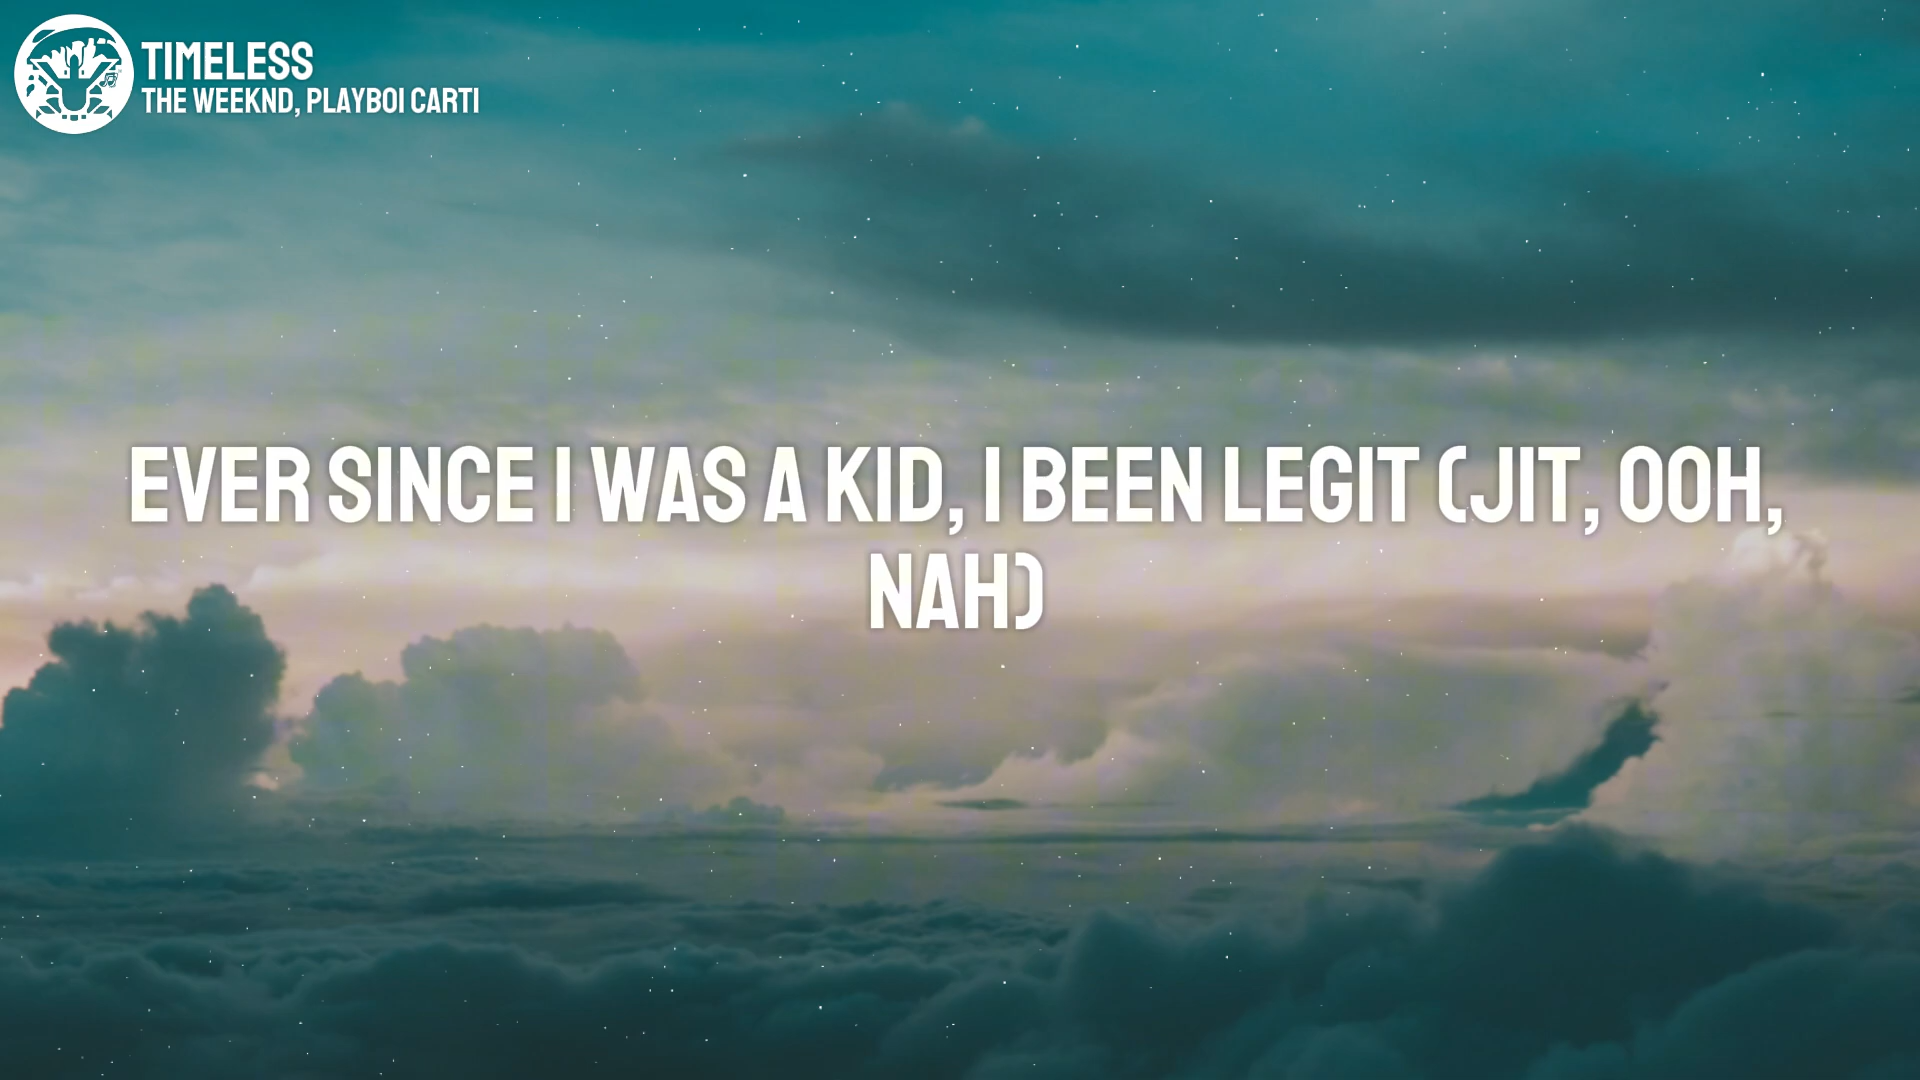 TIMELESS
THE WEEKND, PLAYBOI CARTI
EVER SINCE I WAS A KID, I BEEN LEGIT (JIT, OOH,
NAH)